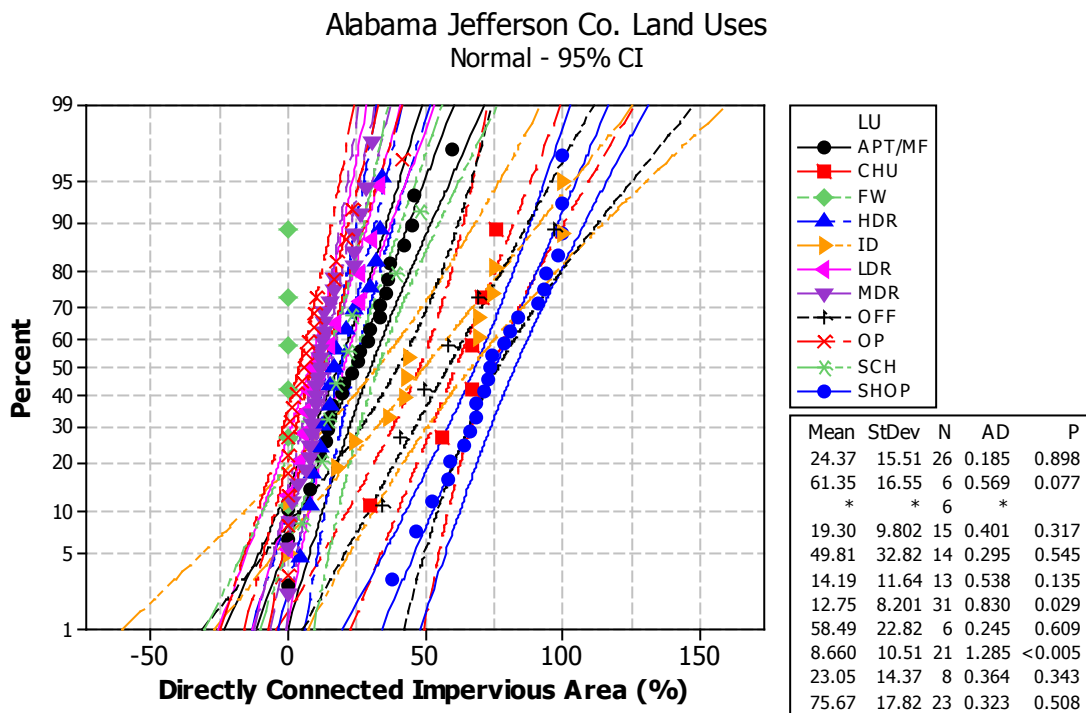 Alabama Jefferson Co. Land Uses
Normal - 95% CI
99
95
90
80
70
60
50
40
30
20
10
5
1
Percent
-50 0 50 100 150
Directly Connected Impervious Area (%)
LU
APT/MF
CHU
FW
HDR
ID
LDR
MDR
OFF
OP
SCH
SHOP
Mean StDev N AD P
24.37 15.51 26 0.185 0.898
61.35 16.55 6 0.569 0.077
* * 6 *
19.30 9.802 15 0.401 0.317
49.81 32.82 14 0.295 0.545
14.19 11.64 13 0.538 0.135
12.75 8.201 31 0.830 0.029
58.49 22.82 6 0.245 0.609
8.660 10.51 21 1.285 <0.005
23.05 14.37 8 0.364 0.343
75.67 17.82 23 0.323 0.508